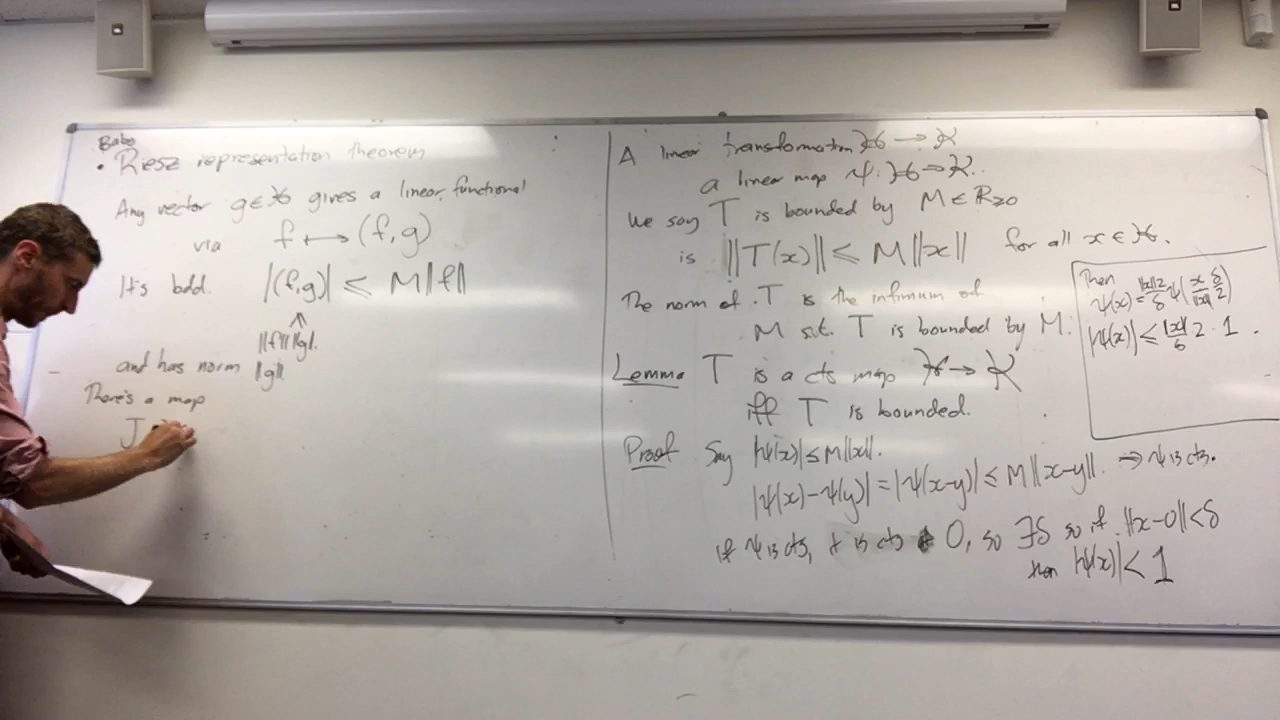 Baby
• Riesz representation theorem
Any vector g ∈ ℋ gives a linear functional
via f ⟼ (f,g)
It's bdd. |(f,g)| ≤ M‖f‖
⇑
‖f‖‖g‖.
and has norm ‖g‖
There's a map
J
A linear transformation ℋ → 𝒦
a linear map ψ: ℋ → 𝒦.
We say T is bounded by M ∈ ℝ≥0
is ‖T(x)‖ ≤ M‖x‖ for all x ∈ ℋ.
The norm of T is the infimum of
M s.t. T is bounded by M.
Lemma T is a cts map ℋ → 𝒦
iff T is bounded.
Proof Say |ψ(x)| ≤ M‖x‖.
|ψ(x)-ψ(y)| = |ψ(x-y)| ≤ M‖x-y‖. ⇒ ψ is cts.
If ψ is cts, it is cts @ 0, so ∃δ so if ‖x-0‖<δ
then |ψ(x)| < 1
Then
ψ(x) = ‖x‖2/δ ψ(x/‖x‖ δ/2)
|ψ(x)| ≤ ‖x‖/δ 2 · 1.